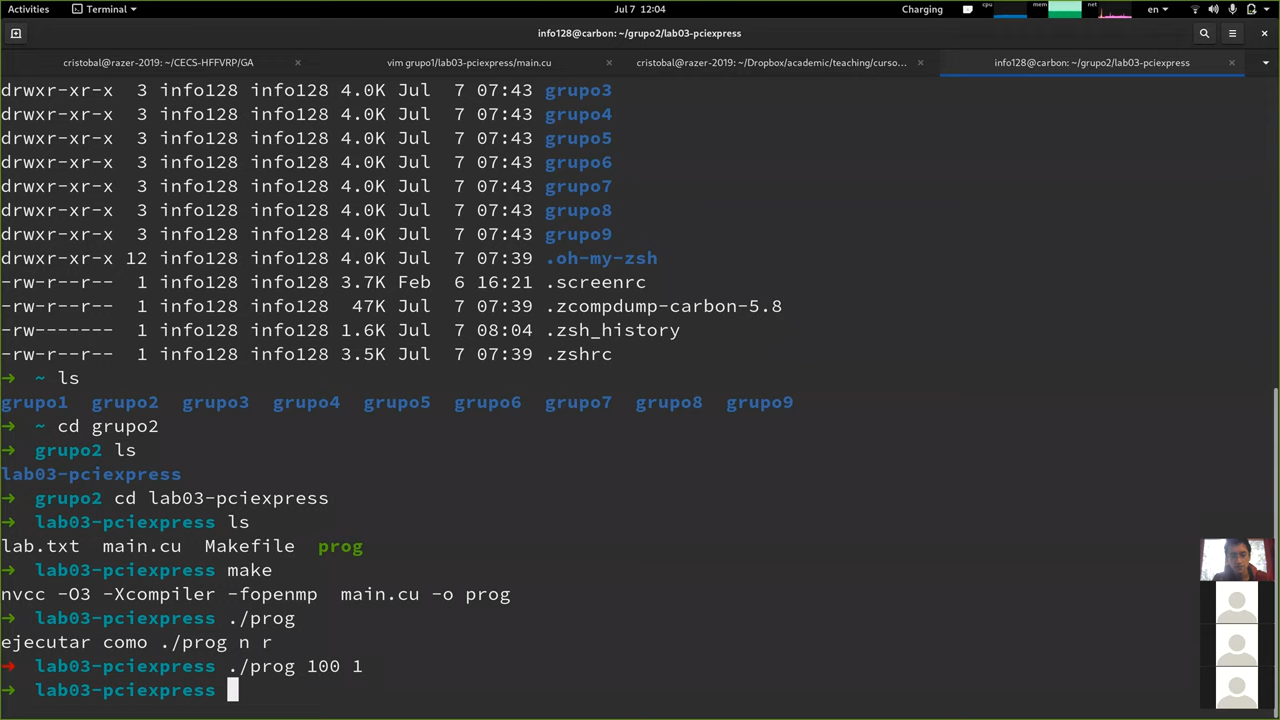 Activities Terminal Jul 7 12:04 Charging cpu mem net en
info128@carbon: ~/grupo2/lab03-pciexpress
cristobal@razer-2019: ~/CECS-HFFVRP/GA × vim grupo1/lab03-pciexpress/main.cu × cristobal@razer-2019: ~/Dropbox/academic/teaching/curso... × info128@carbon: ~/grupo2/lab03-pciexpress ×
drwxr-xr-x 3 info128 info128 4.0K Jul 7 07:43 grupo3
drwxr-xr-x 3 info128 info128 4.0K Jul 7 07:43 grupo4
drwxr-xr-x 3 info128 info128 4.0K Jul 7 07:43 grupo5
drwxr-xr-x 3 info128 info128 4.0K Jul 7 07:43 grupo6
drwxr-xr-x 3 info128 info128 4.0K Jul 7 07:43 grupo7
drwxr-xr-x 3 info128 info128 4.0K Jul 7 07:43 grupo8
drwxr-xr-x 3 info128 info128 4.0K Jul 7 07:43 grupo9
drwxr-xr-x 12 info128 info128 4.0K Jul 7 07:39 .oh-my-zsh
-rw-r--r-- 1 info128 info128 3.7K Feb 6 16:21 .screenrc
-rw-r--r-- 1 info128 info128 47K Jul 7 07:39 .zcompdump-carbon-5.8
-rw------- 1 info128 info128 1.6K Jul 7 08:04 .zsh_history
-rw-r--r-- 1 info128 info128 3.5K Jul 7 07:39 .zshrc
→ ~ ls
grupo1 grupo2 grupo3 grupo4 grupo5 grupo6 grupo7 grupo8 grupo9
→ ~ cd grupo2
→ grupo2 ls
lab03-pciexpress
→ grupo2 cd lab03-pciexpress
→ lab03-pciexpress ls
lab.txt main.cu Makefile prog
→ lab03-pciexpress make
nvcc -O3 -Xcompiler -fopenmp main.cu -o prog
→ lab03-pciexpress ./prog
ejecutar como ./prog n r
→ lab03-pciexpress ./prog 100 1
→ lab03-pciexpress